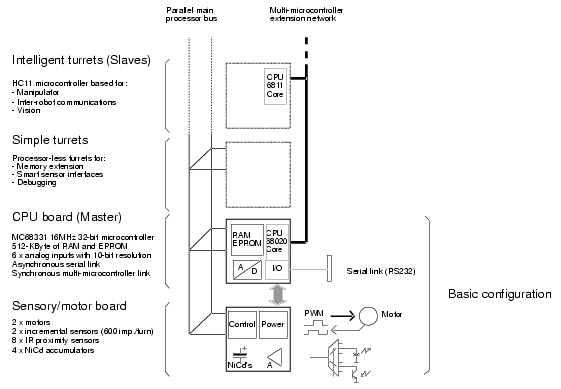 Parallel main
processor bus
Multi-microcontroller
extension network
Intelligent turrets (Slaves)
HC11 microcontroller based for:
- Manipulator
- Inter-robot communications
- Vision
CPU
6811
Core
Simple turrets
Processor-less turrets for:
- Memory extension
- Smart sensor interfaces
- Debugging
CPU board (Master)
MC68331 16MHz 32-bit microcontroller
512-KByte of RAM and EPROM
6 x analog inputs with 10-bit resolution
Asynchronous serial link
Synchronous multi-microcontroller link
RAM
EPROM
CPU
68020
Core
A
D
I/O
Serial link (RS232)
Basic configuration
Sensory/motor board
2 x motors
2 x incremental sensors (600 imp./turn)
8 x IR proximity sensors
4 x NiCd accumulators
Control
Power
NiCd's
A
PWM
Motor